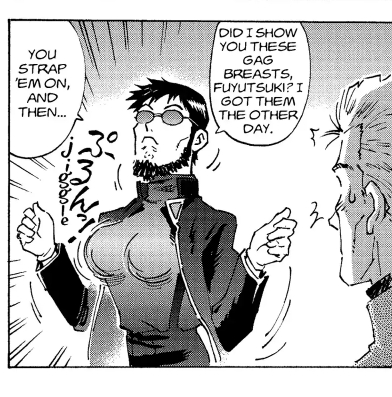 DID I SHOW
YOU THESE
GAG
BREASTS,
FUYUTSUKI? I
GOT THEM
THE OTHER
DAY.
YOU
STRAP
'EM ON,
AND
THEN...
ぷるんッ!
jiggle